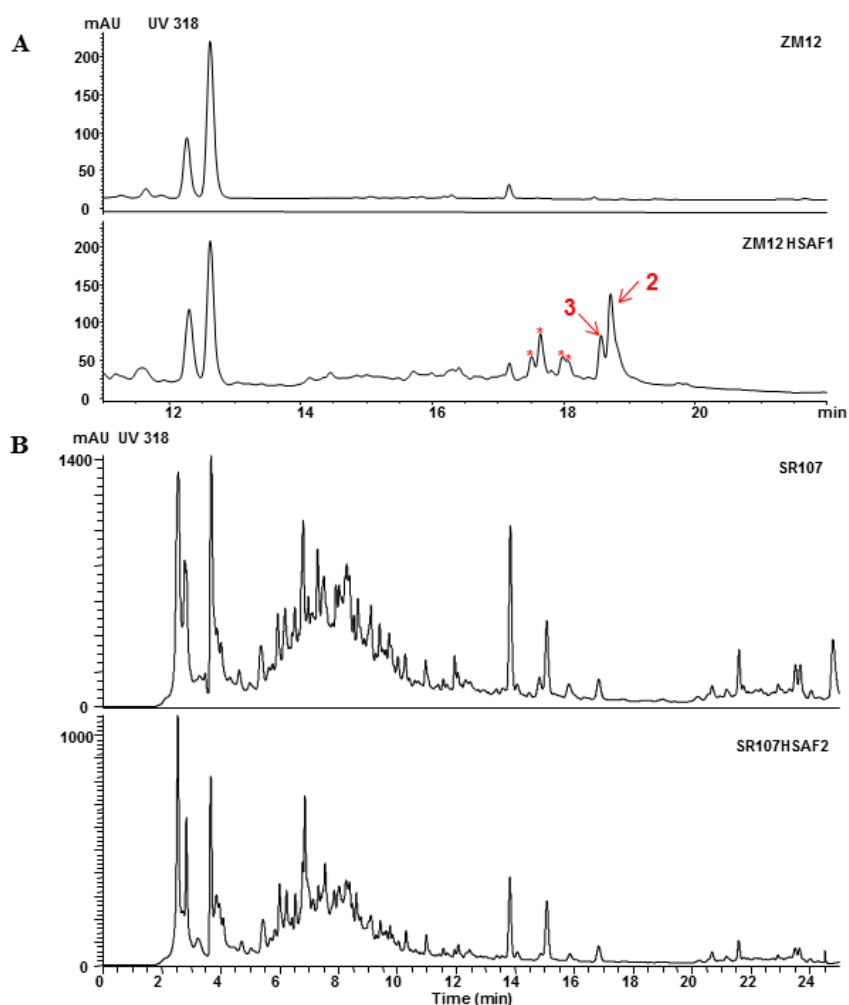 A
mAU UV 318
ZM12
200
150
100
50
0
ZM12 HSAF1
200
150
100
50
0
3
2
* * * *
12 14 16 18 20 min
B
mAU UV 318
1400
SR107
0
1000
SR107HSAF2
0
0 2 4 6 8 10 12 14 16 18 20 22 24
Time (min)